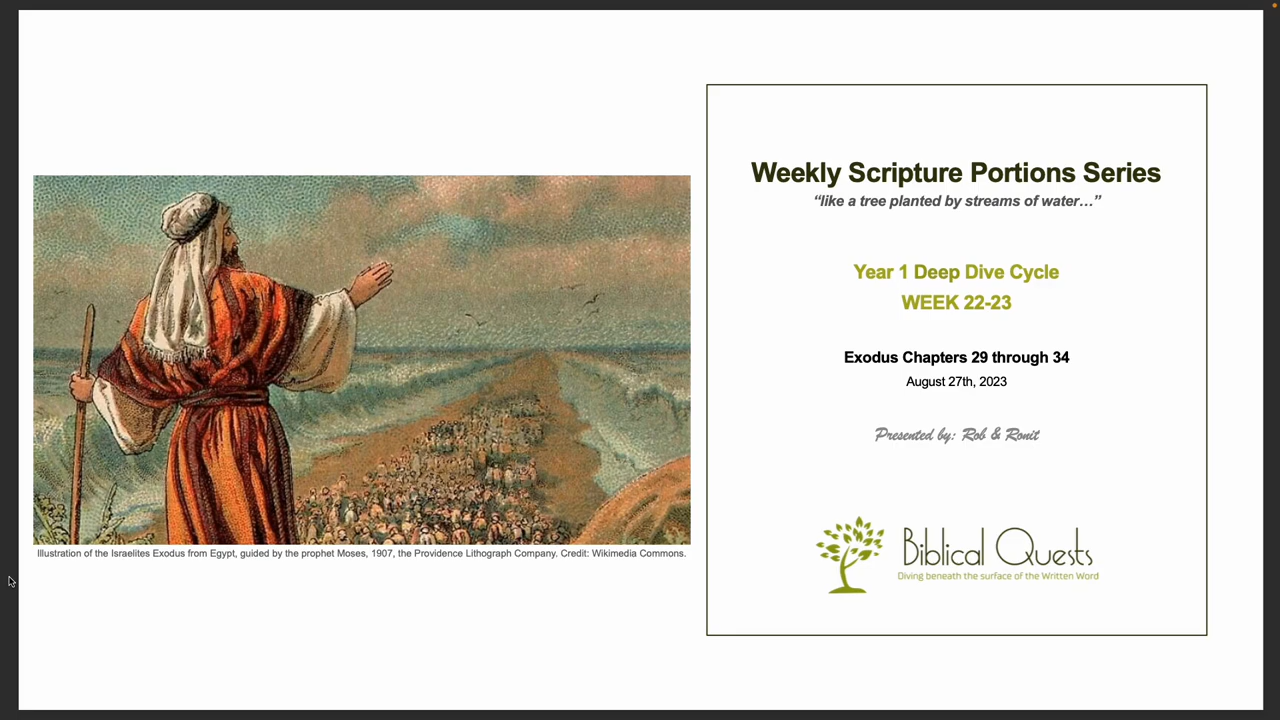 Weekly Scripture Portions Series
“like a tree planted by streams of water…”
Year 1 Deep Dive Cycle
WEEK 22-23
Exodus Chapters 29 through 34
August 27th, 2023
Presented by: Rob & Ronit
Biblical Quests
Diving beneath the surface of the Written Word
Illustration of the Israelites Exodus from Egypt, guided by the prophet Moses, 1907, the Providence Lithograph Company. Credit: Wikimedia Commons.